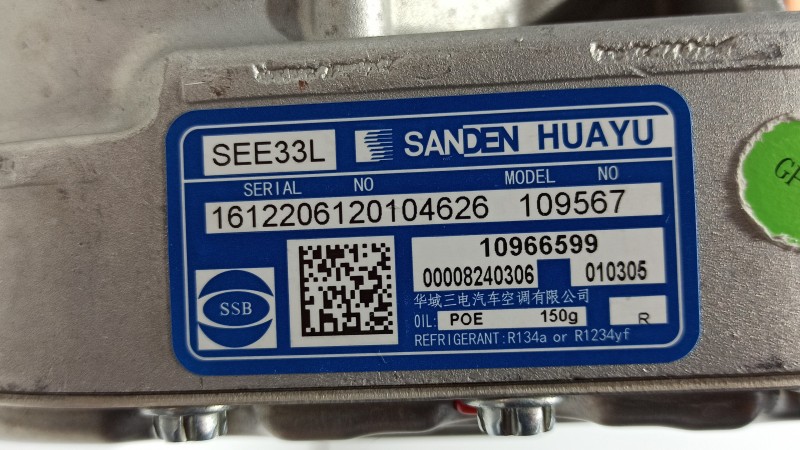 SEE33L SANDEN HUAYU
SERIAL NO MODEL NO
1612206120104626 109567
10966599
00008240306 010305
华域三电汽车空调有限公司
SSB
OIL: POE 150g R
REFRIGERANT:R134a or R1234yf